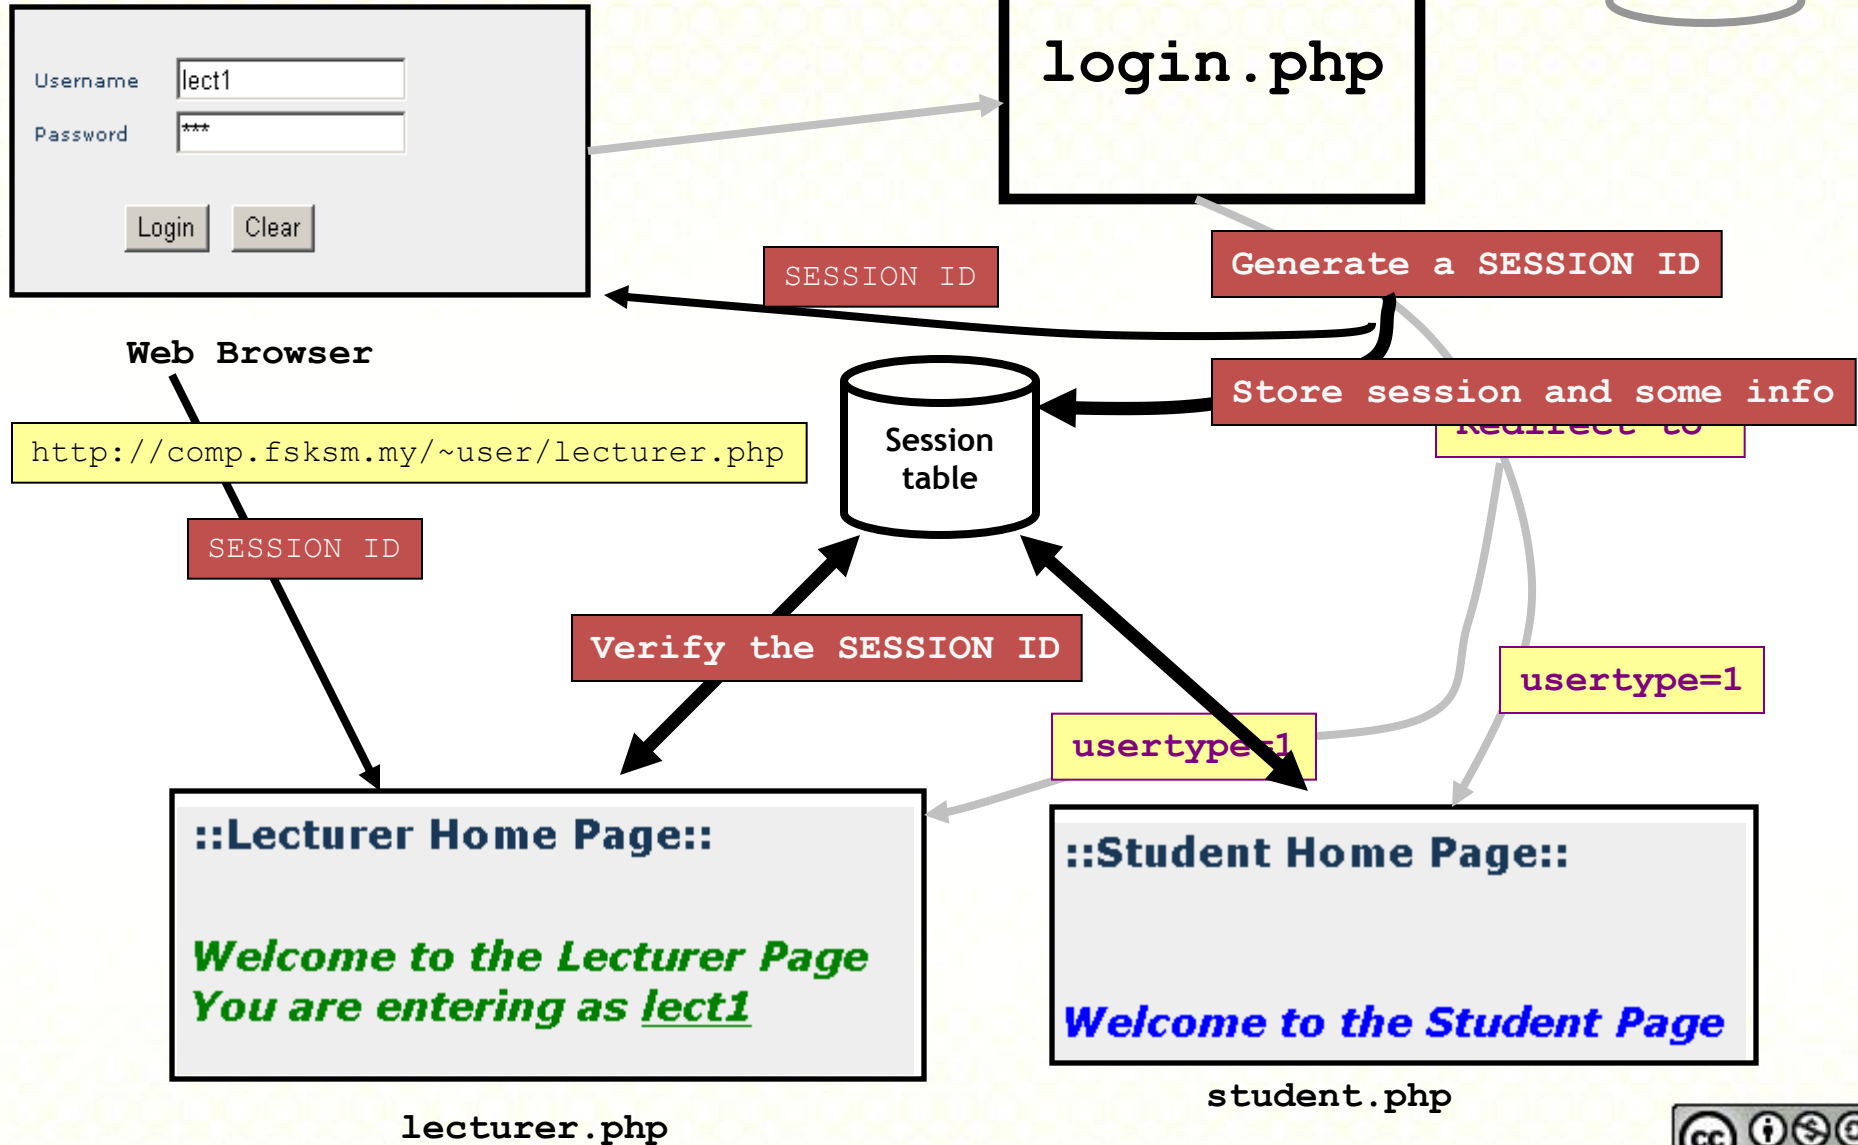 login.php
Username lect1
Password ***
Login Clear
Generate a SESSION ID
SESSION ID
Web Browser
Store session and some info
Redirect to
http://comp.fsksm.my/~user/lecturer.php
Session
table
SESSION ID
Verify the SESSION ID
usertype=1
usertype=1
::Lecturer Home Page::
Welcome to the Lecturer Page
You are entering as lect1
::Student Home Page::
Welcome to the Student Page
student.php
lecturer.php
cc